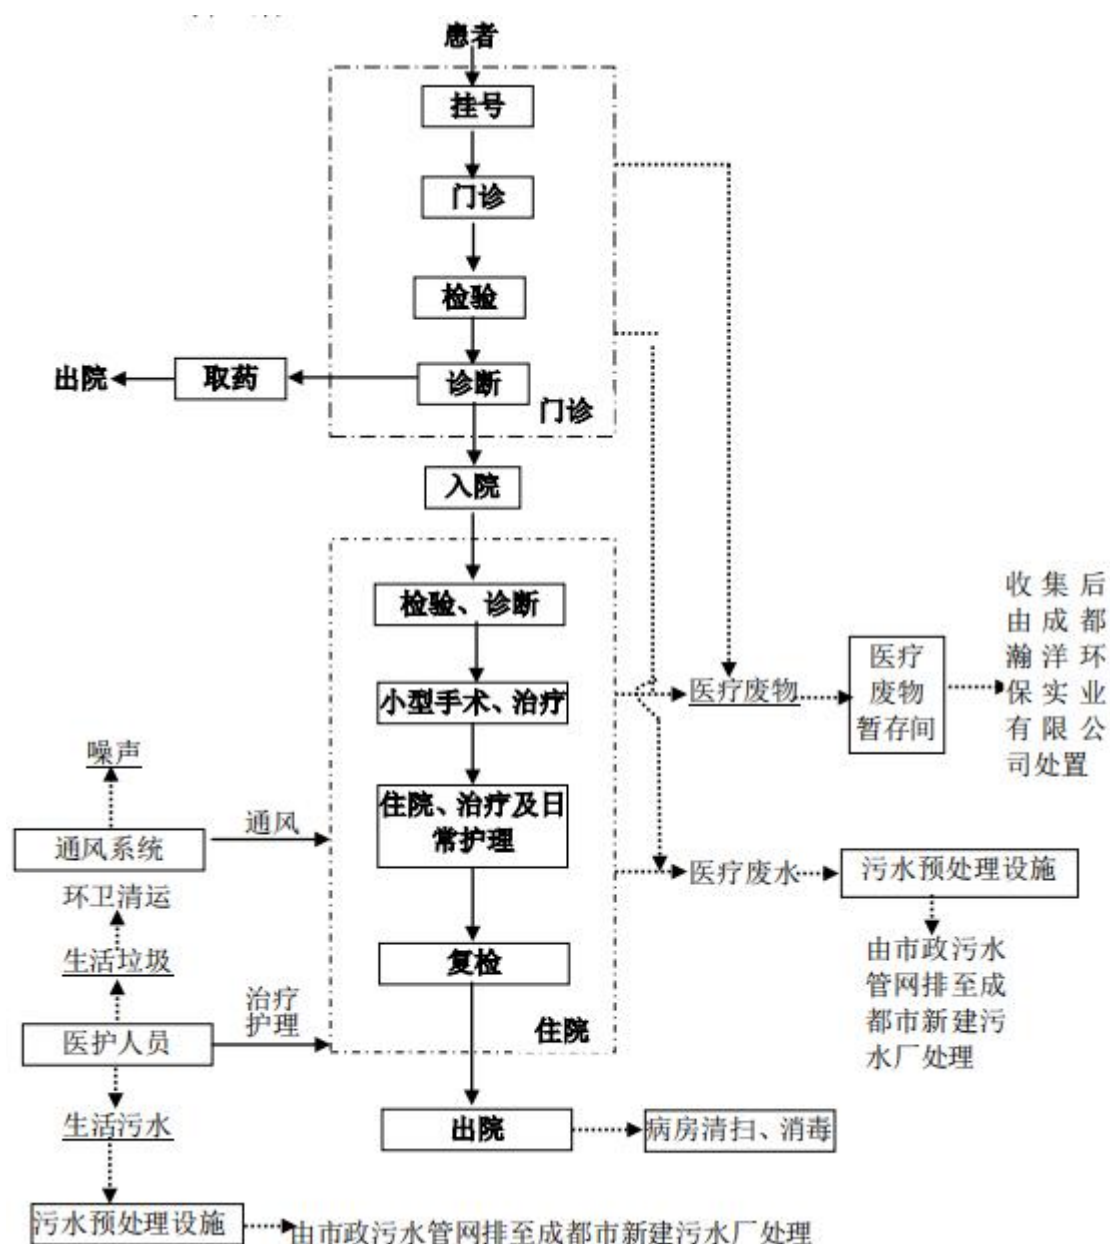 患者
挂号
门诊
检验
诊断
取药
出院
门诊
入院
检验、诊断
小型手术、治疗
住院、治疗及日
常护理
复检
住院
出院
病房清扫、消毒
医疗废物
医疗
废物
暂存间
收集后
由成都
瀚洋环
保实业
有限公
司处置
医疗废水
污水预处理设施
由市政污水
管网排至成
都市新建污
水厂处理
噪声
通风系统
通风
环卫清运
生活垃圾
医护人员
治疗
护理
生活污水
污水预处理设施
由市政污水管网排至成都市新建污水厂处理